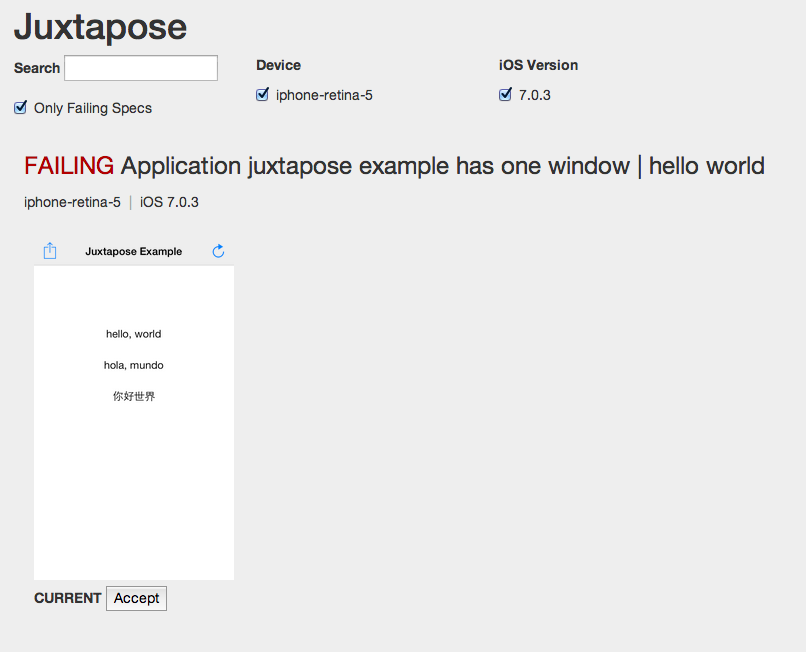 Juxtapose
Search
Device
iOS Version
iphone-retina-5
7.0.3
Only Failing Specs
FAILING Application juxtapose example has one window | hello world
iphone-retina-5 | iOS 7.0.3
Juxtapose Example
hello, world
hola, mundo
你好世界
CURRENT Accept